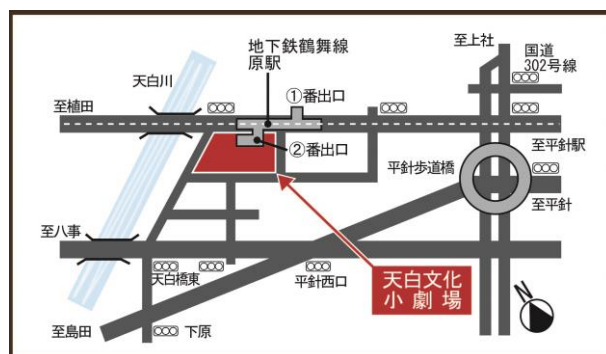 至上社
国道
302号線
地下鉄鶴舞線
原駅
天白川
①番出口
至植田
②番出口
至平針駅
平針歩道橋
至平針
至八事
天白橋東
平針西口
天白文化
小劇場
N
至島田
下原